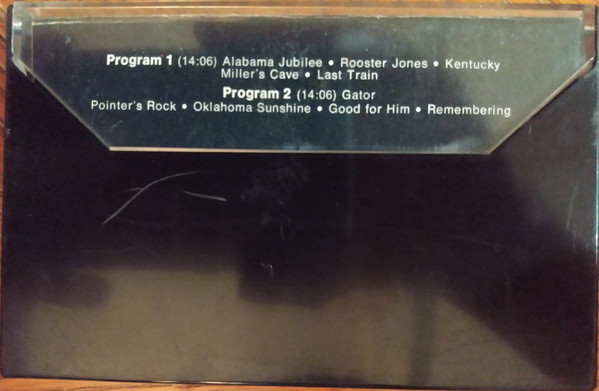 Program 1 (14:06) Alabama Jubilee • Rooster Jones • Kentucky
Miller's Cave • Last Train
Program 2 (14:06) Gator
Pointer's Rock • Oklahoma Sunshine • Good for Him • Remembering